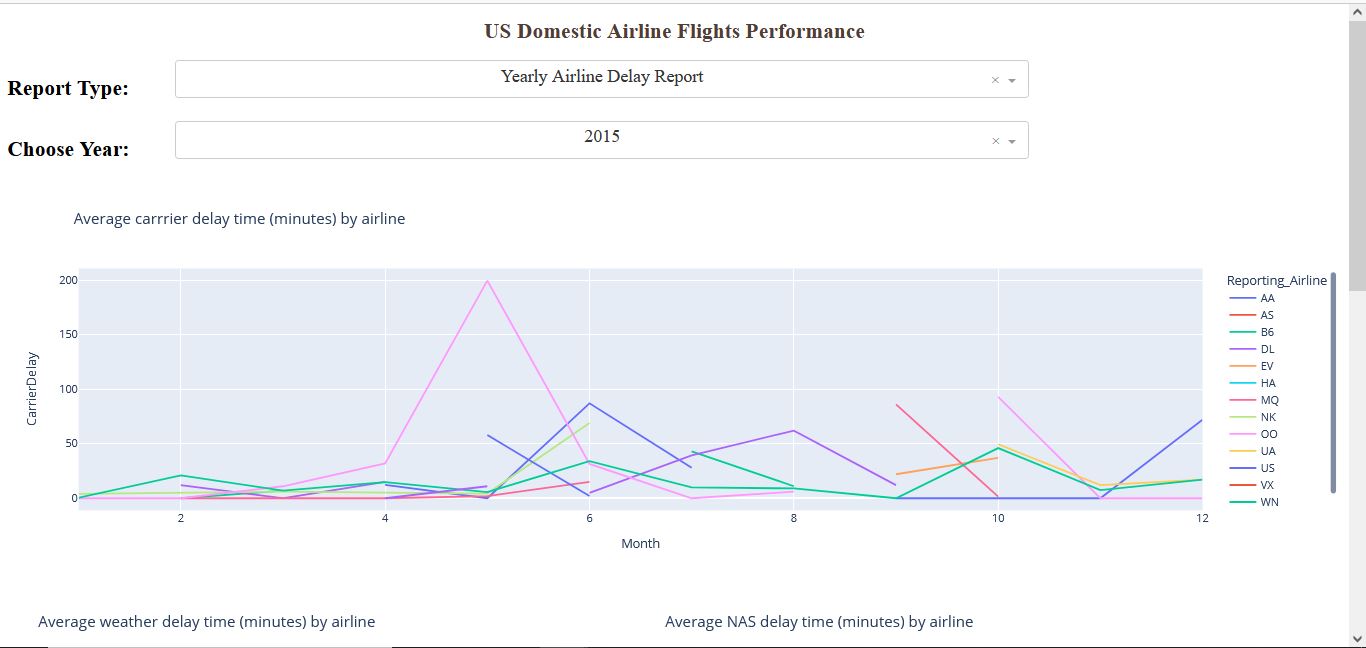 US Domestic Airline Flights Performance
Report Type:
Yearly Airline Delay Report
× 
Choose Year:
2015
×
Average carrrier delay time (minutes) by airline
CarrierDelay
200
150
100
50
0
2 4 6 8 10 12
Month
Reporting_Airline
AA
AS
B6
DL
EV
HA
MQ
NK
OO
UA
US
VX
WN
Average weather delay time (minutes) by airline
Average NAS delay time (minutes) by airline